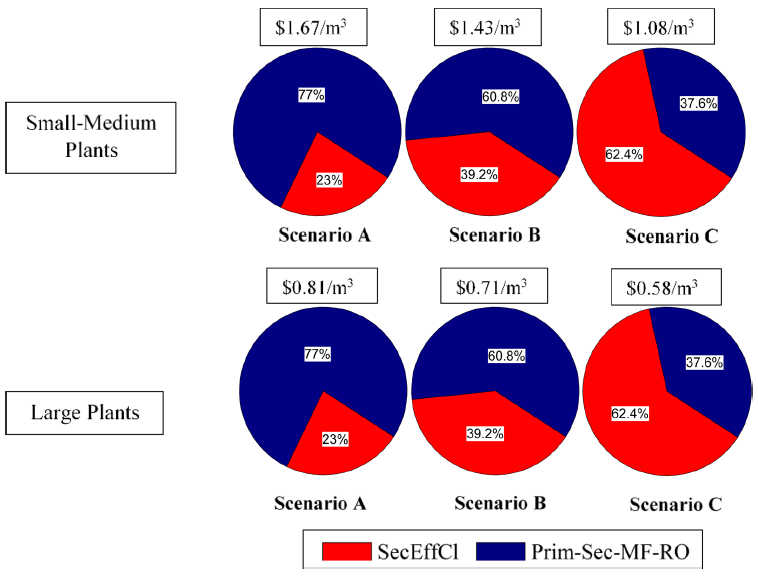 $1.67/m³ $1.43/m³ $1.08/m³
Small-Medium
Plants
77% 60.8% 37.6%
23% 39.2% 62.4%
Scenario A Scenario B Scenario C
$0.81/m³ $0.71/m³ $0.58/m³
Large Plants
77% 60.8% 37.6%
23% 39.2% 62.4%
Scenario A Scenario B Scenario C
SecEffCl Prim-Sec-MF-RO